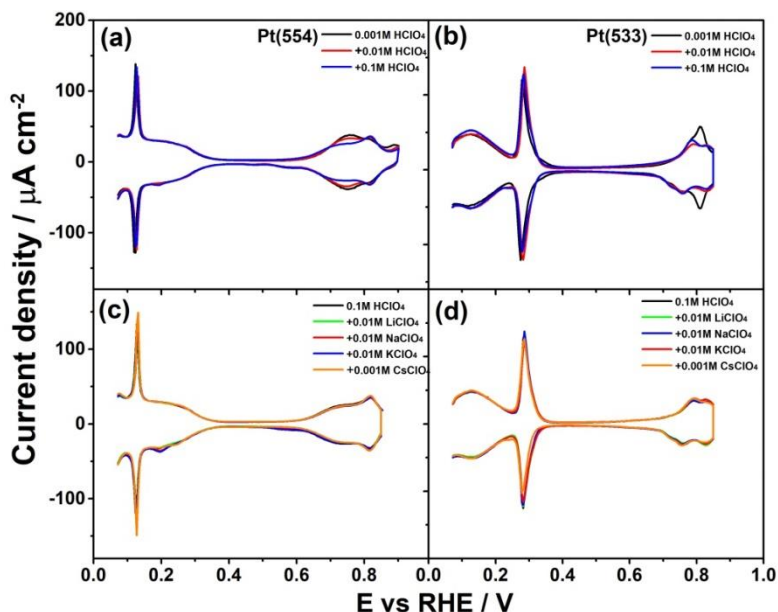 (a) Pt(554)
0.001M HClO₄
+0.01M HClO₄
+0.1M HClO₄
(b) Pt(533)
0.001M HClO₄
+0.01M HClO₄
+0.1M HClO₄
200
100
0
-100
(c)
0.1M HClO₄
+0.01M LiClO₄
+0.01M NaClO₄
+0.01M KClO₄
+0.001M CsClO₄
(d)
0.1M HClO₄
+0.01M LiClO₄
+0.01M NaClO₄
+0.01M KClO₄
+0.001M CsClO₄
100
0
-100
Current density / μA cm⁻²
0.0 0.2 0.4 0.6 0.8 0.0 0.2 0.4 0.6 0.8 1.0
E vs RHE / V